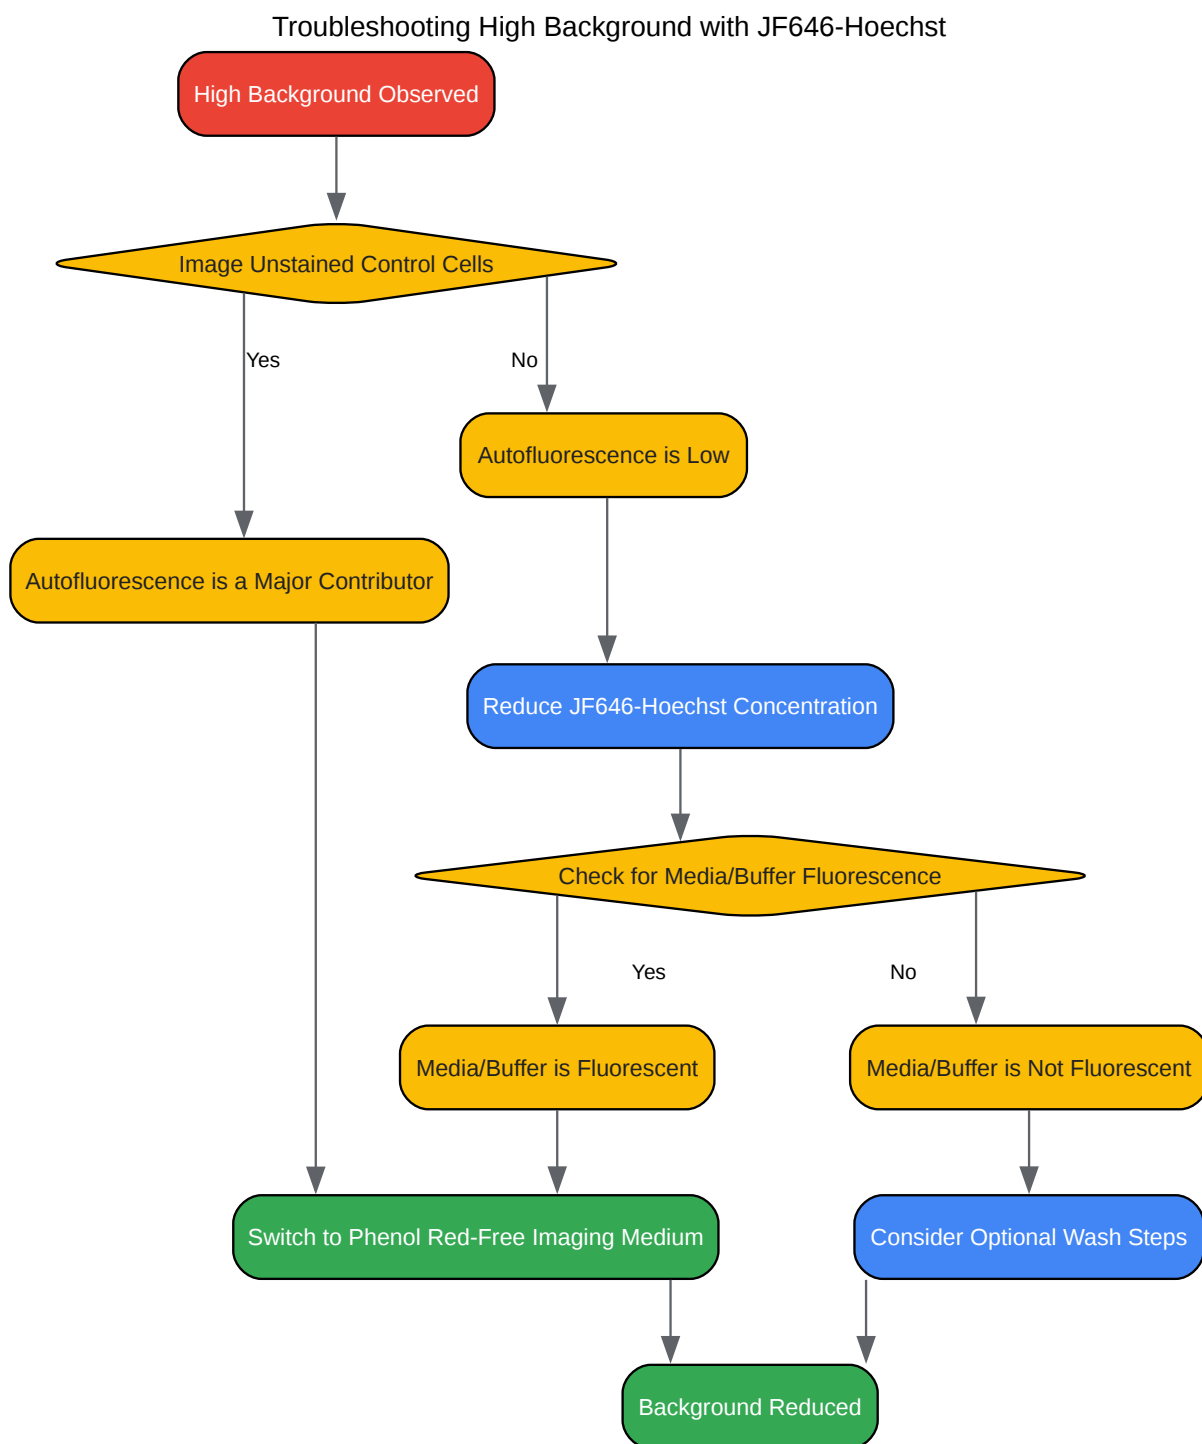 Troubleshooting High Background with JF646-Hoechst
High Background Observed
Image Unstained Control Cells
Yes
No
Autofluorescence is Low
Autofluorescence is a Major Contributor
Reduce JF646-Hoechst Concentration
Check for Media/Buffer Fluorescence
Yes
No
Media/Buffer is Fluorescent
Media/Buffer is Not Fluorescent
Switch to Phenol Red-Free Imaging Medium
Consider Optional Wash Steps
Background Reduced